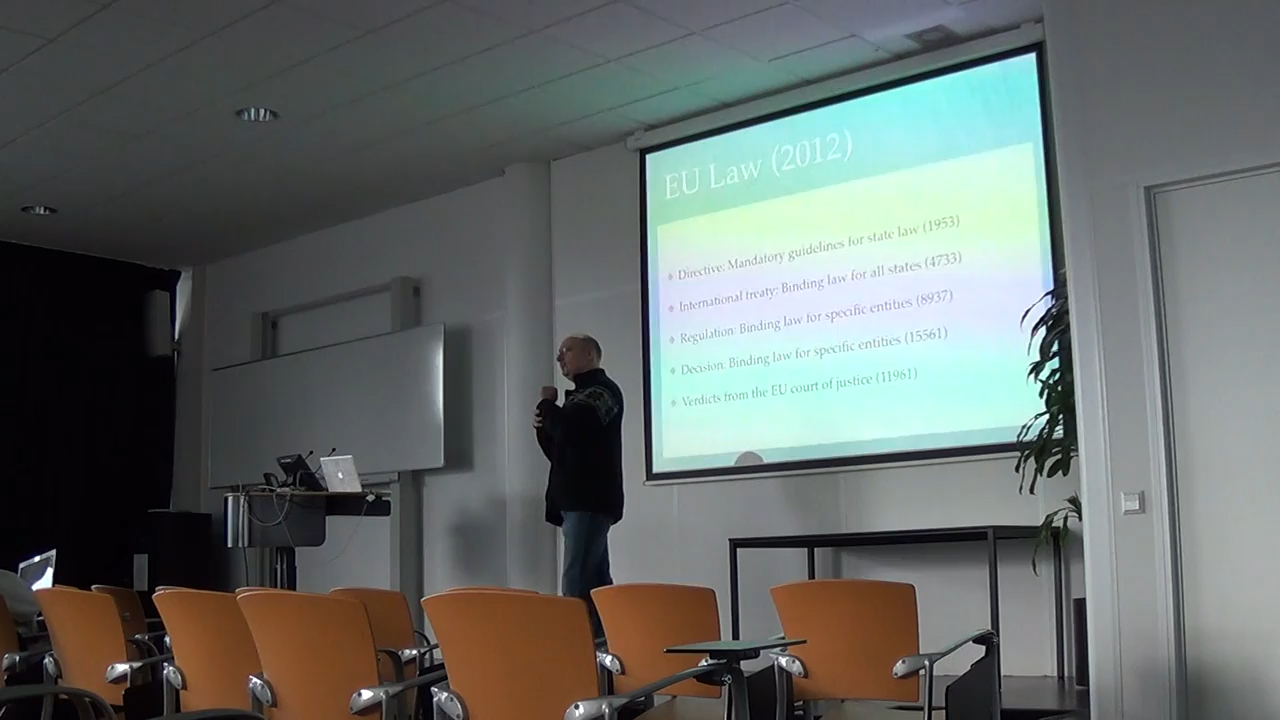 EU Law (2012)
Directive: Mandatory guidelines for state law (1953)
International treaty: Binding law for all states (4733)
Regulation: Binding law for specific entities (8937)
Decision: Binding law for specific entities (15561)
Verdicts from the EU court of justice (11961)